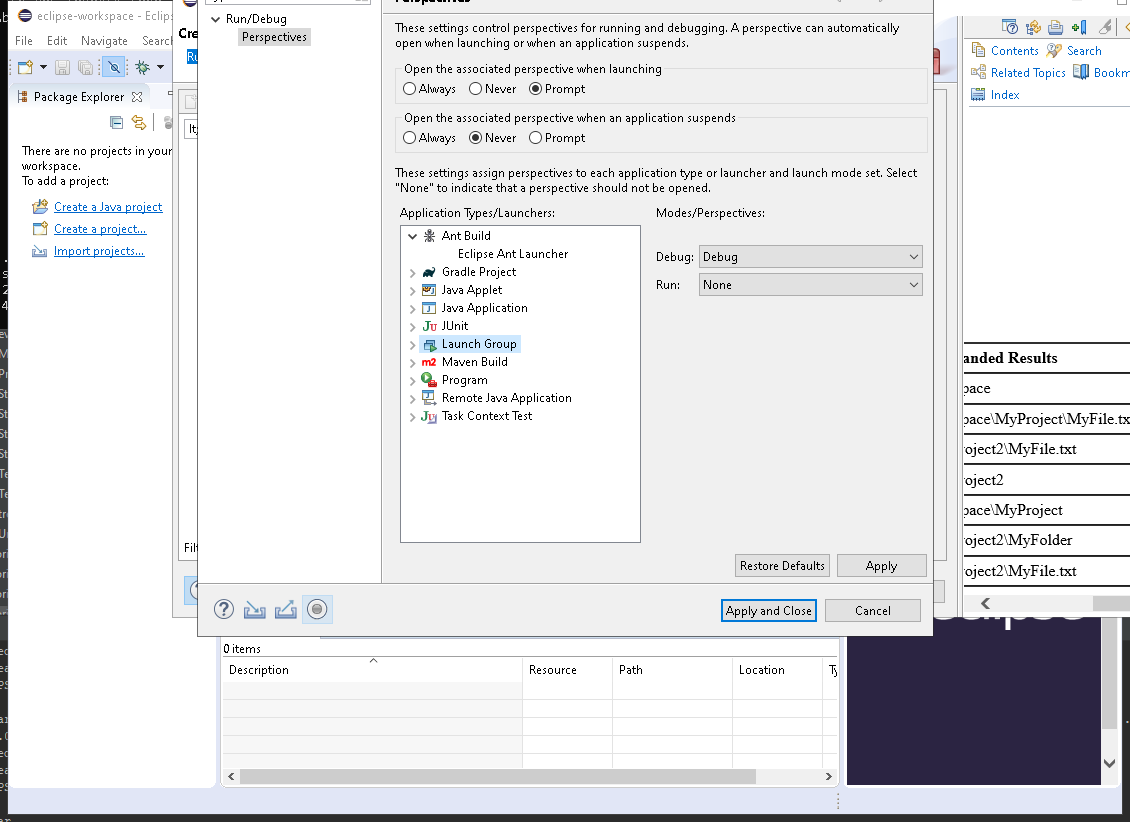 eclipse-workspace - Eclips
File Edit Navigate Searc
Package Explorer
There are no projects in your
workspace.
To add a project:
Create a Java project
Create a project...
Import projects...
Cre
Ru
Filt
Run/Debug
Perspectives
These settings control perspectives for running and debugging. A perspective can automatically
open when launching or when an application suspends.
Open the associated perspective when launching
Always Never Prompt
Open the associated perspective when an application suspends
Always Never Prompt
These settings assign perspectives to each application type or launcher and launch mode set. Select
"None" to indicate that a perspective should not be opened.
Application Types/Launchers:
Ant Build
Eclipse Ant Launcher
Gradle Project
Java Applet
Java Application
JUnit
Launch Group
Maven Build
Program
Remote Java Application
Task Context Test
Modes/Perspectives:
Debug: Debug
Run: None
Restore Defaults Apply
Apply and Close Cancel
Contents Search
Related Topics Bookm
Index
anded Results
pace
pace\MyProject\MyFile.tx
oject2\MyFile.txt
oject2
pace\MyProject
oject2\MyFolder
oject2\MyFile.txt
0 items
Description Resource Path Location Ty